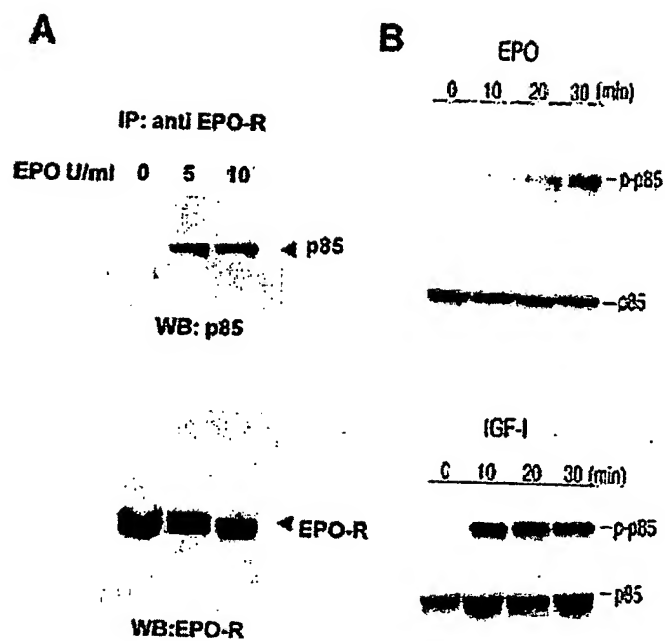 A
IP: anti EPO-R
EPO U/ml 0 5 10
p85
WB: p85
EPO-R
WB:EPO-R
B
EPO
0 10 20 30 (min)
p-p85
p85
IGF-I
0 10 20 30 (min)
p-p85
p85